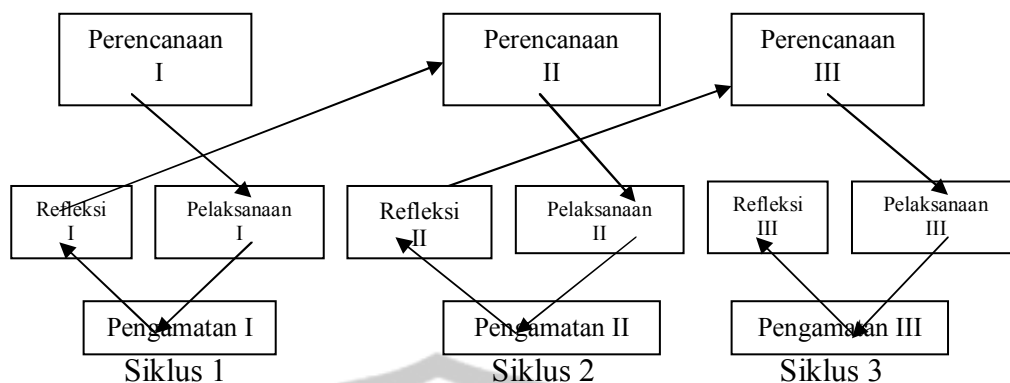 Perencanaan
I
Perencanaan
II
Perencanaan
III
Refleksi
I
Pelaksanaan
I
Refleksi
II
Pelaksanaan
II
Refleksi
III
Pelaksanaan
III
Pengamatan I
Pengamatan II
Pengamatan III
Siklus 1
Siklus 2
Siklus 3